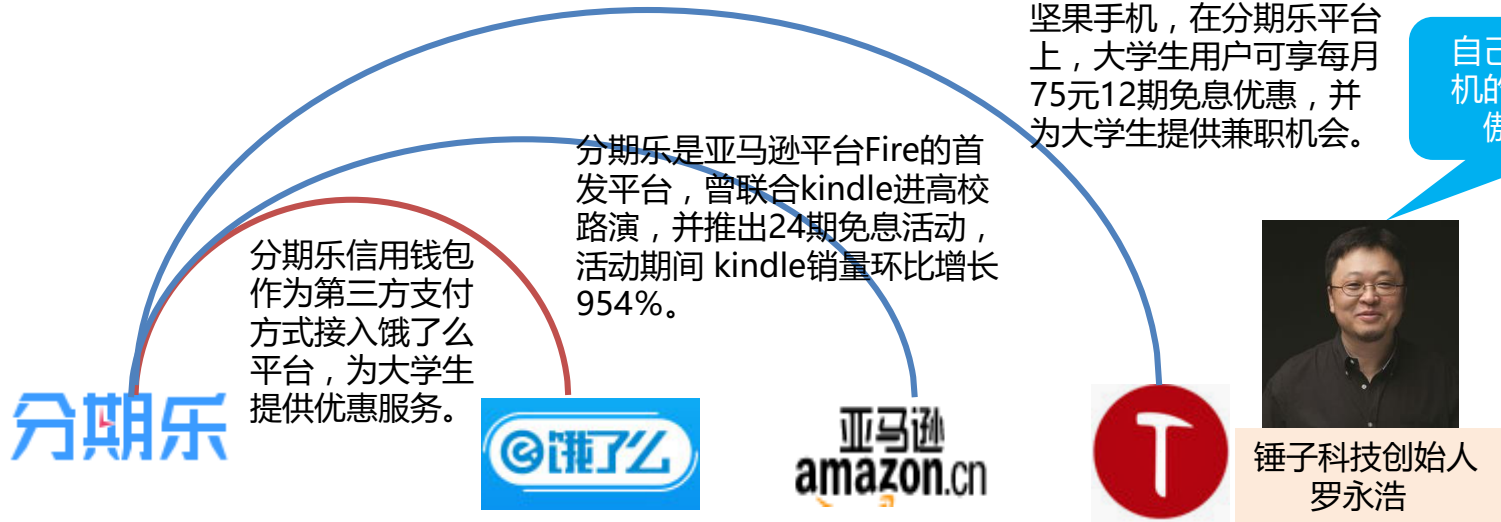 坚果手机，在分期乐平台
上，大学生用户可享每月
75元12期免息优惠，并
为大学生提供兼职机会。
自己
机的
分期乐是亚马逊平台Fire的首
发平台，曾联合kindle进高校
路演，并推出24期免息活动，
活动期间 kindle销量环比增长
954%。
分期乐信用钱包
作为第三方支付
方式接入饿了么
平台，为大学生
提供优惠服务。
分期乐
e饿了么
亚马逊
amazon.cn
T
锤子科技创始人
罗永浩